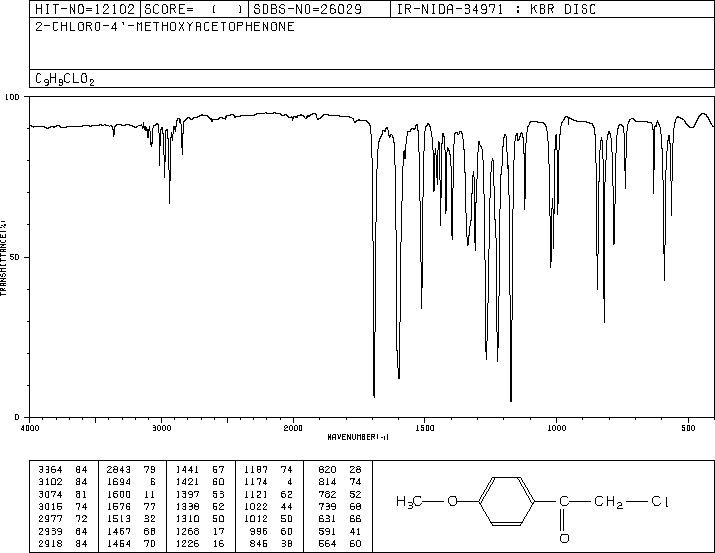 HIT-NO=12102 SCORE= ( ) SDBS-NO=26029 IR-NIDA-34971 : KBR DISC
2-CHLORO-4'-METHOXYACETOPHENONE
C9H9CLO2
100
50
0
TRANSMITTANCE(%)
4000 3000 2000 1500 1000 500
WAVENUMBER(-1)
3364 84 2843 79 1441 57 1187 74 820 28
3102 84 1694 6 1421 60 1174 4 814 74
3074 81 1600 11 1397 53 1121 62 782 52
3015 74 1576 77 1338 52 1022 44 739 68
2977 72 1513 32 1310 50 1012 50 631 66
2939 64 1467 68 1266 17 996 60 591 41
2918 84 1454 70 1226 16 846 38 564 60
H3C O C CH2 Cl
O